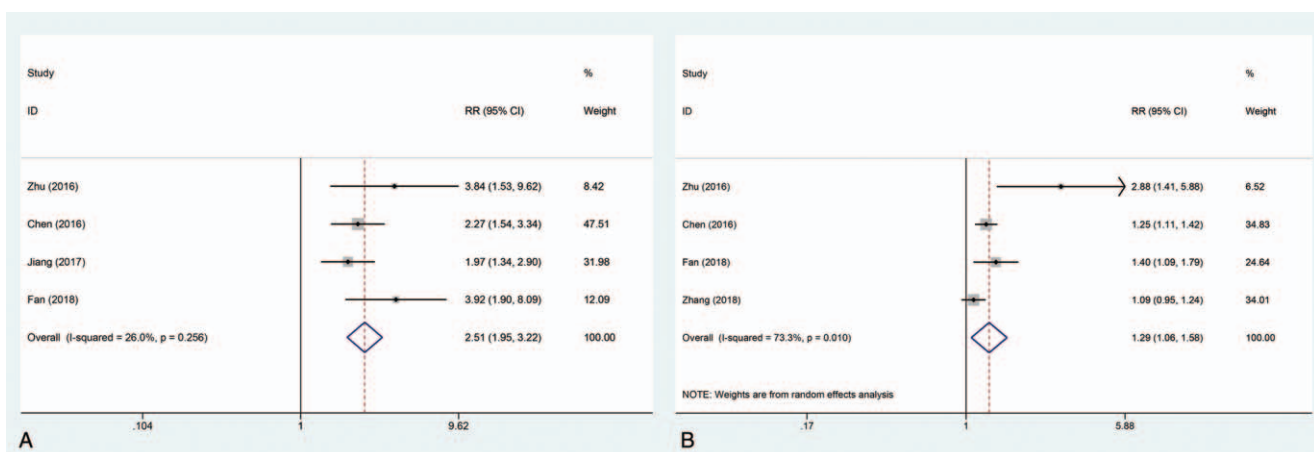 Study %
ID RR (95% CI) Weight
Zhu (2016) 3.84 (1.53, 9.62) 8.42
Chen (2016) 2.27 (1.54, 3.34) 47.51
Jiang (2017) 1.97 (1.34, 2.90) 31.98
Fan (2018) 3.92 (1.90, 8.09) 12.09
Overall (I-squared = 26.0%, p = 0.256) 2.51 (1.95, 3.22) 100.00
.104 1 9.62
A
Study %
ID RR (95% CI) Weight
Zhu (2016) 2.88 (1.41, 5.88) 6.52
Chen (2016) 1.25 (1.11, 1.42) 34.83
Fan (2018) 1.40 (1.09, 1.79) 24.64
Zhang (2018) 1.09 (0.95, 1.24) 34.01
Overall (I-squared = 73.3%, p = 0.010) 1.29 (1.06, 1.58) 100.00
NOTE: Weights are from random effects analysis
.17 1 5.88
B